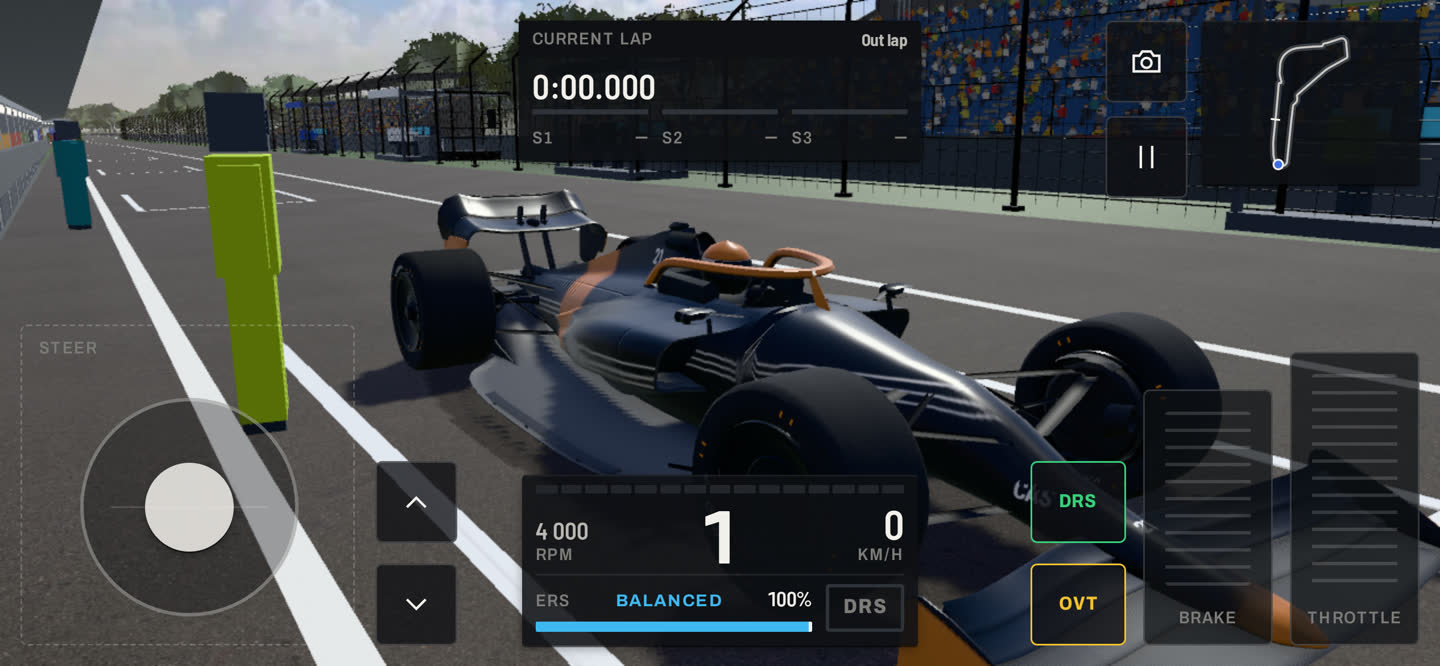 CURRENT LAP
Out lap
0:00.000
S1 – S2 – S3 –
STEER
21
4 000
RPM
1
0
KM/H
ERS BALANCED 100%
DRS
DRS
OVT
BRAKE
THROTTLE